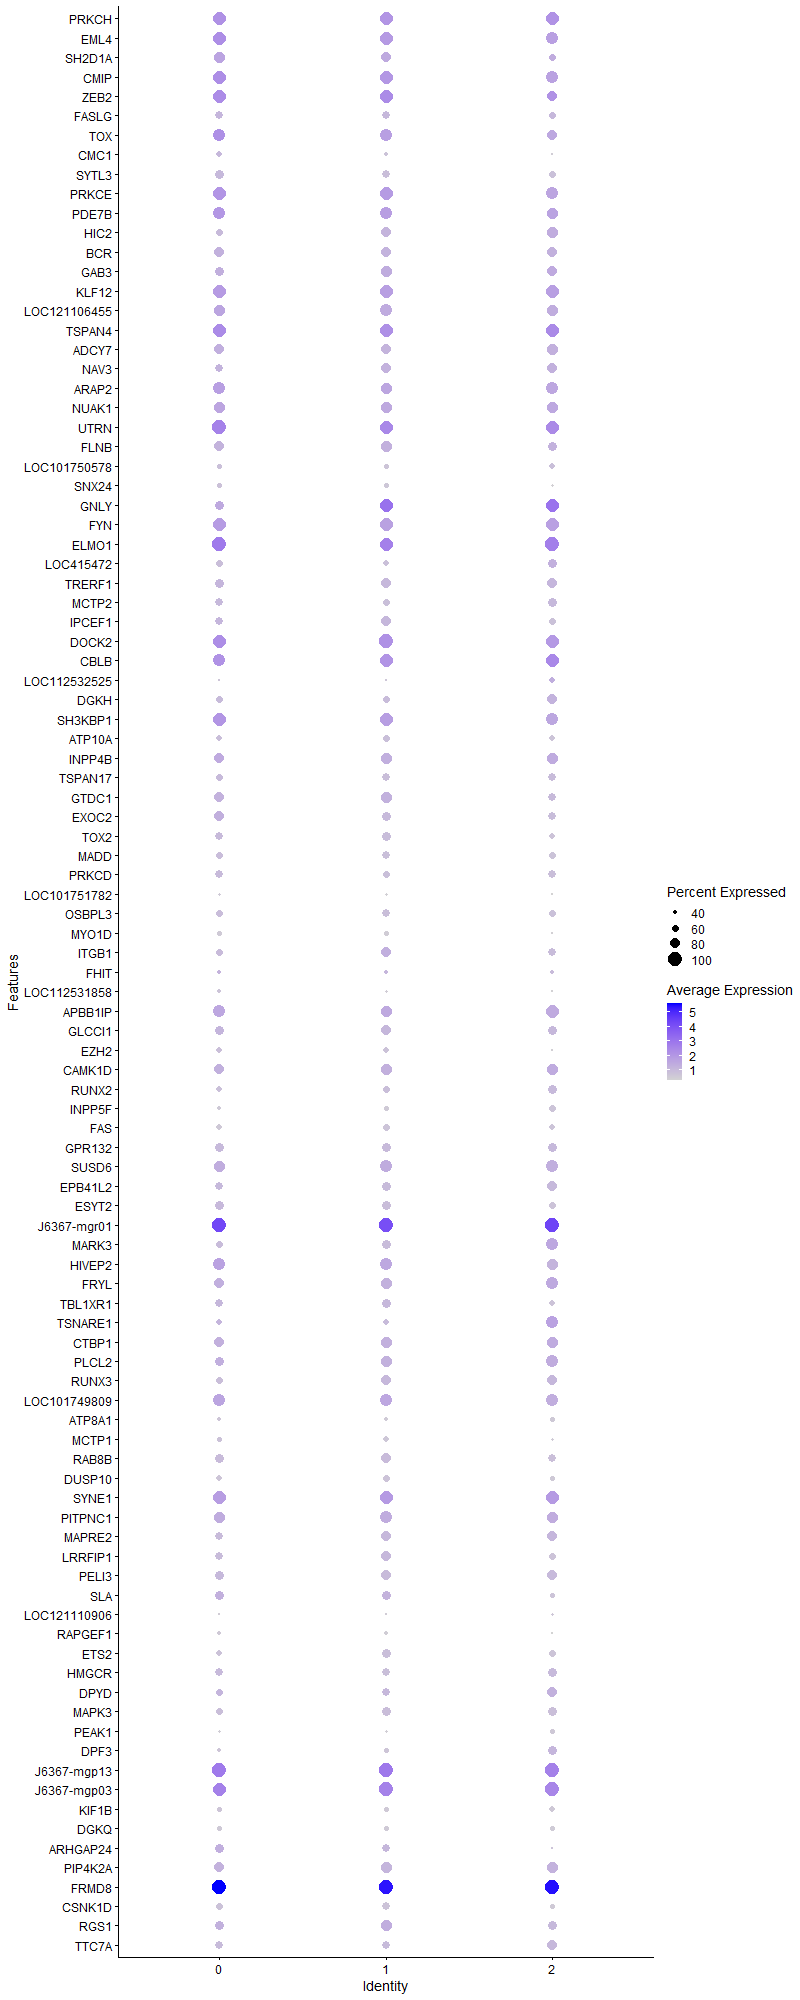 PRKCH
EML4
SH2D1A
CMIP
ZEB2
FASLG
TOX
CMC1
SYTL3
PRKCE
PDE7B
HIC2
BCR
GAB3
KLF12
LOC121106455
TSPAN4
ADCY7
NAV3
ARAP2
NUAK1
UTRN
FLNB
LOC101750578
SNX24
GNLY
FYN
ELMO1
LOC415472
TRERF1
MCTP2
IPCEF1
DOCK2
CBLB
LOC112532525
DGKH
SH3KBP1
ATP10A
INPP4B
TSPAN17
GTDC1
EXOC2
TOX2
MADD
PRKCD
LOC101751782
OSBPL3
MYO1D
ITGB1
FHIT
LOC112531858
APBB1IP
GLCCI1
EZH2
CAMK1D
RUNX2
INPP5F
FAS
GPR132
SUSD6
EPB41L2
ESYT2
J6367-mgr01
MARK3
HIVEP2
FRYL
TBL1XR1
TSNARE1
CTBP1
PLCL2
RUNX3
LOC101749809
ATP8A1
MCTP1
RAB8B
DUSP10
SYNE1
PITPNC1
MAPRE2
LRRFIP1
PELI3
SLA
LOC121110906
RAPGEF1
ETS2
HMGCR
DPYD
MAPK3
PEAK1
DPF3
J6367-mgp13
J6367-mgp03
KIF1B
DGKQ
ARHGAP24
PIP4K2A
FRMD8
CSNK1D
RGS1
TTC7A
Features
0 1 2
Identity
Percent Expressed
40
60
80
100
Average Expression
5
4
3
2
1